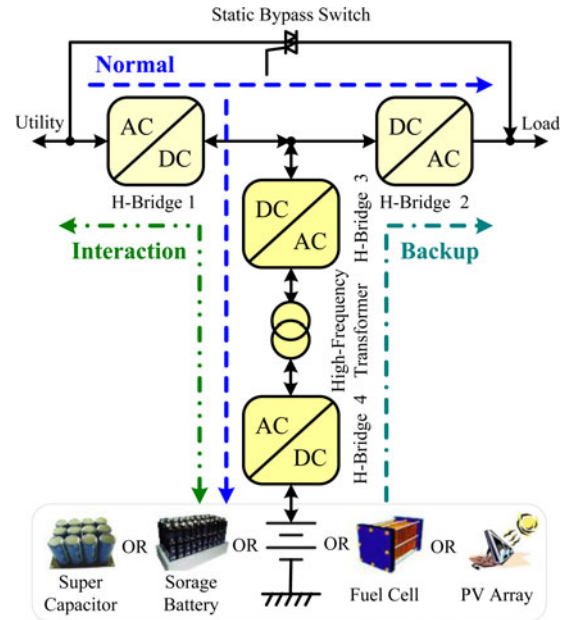 Static Bypass Switch
Normal
Utility
AC
DC
DC
AC
Load
H-Bridge 1
H-Bridge 2
DC
AC
H-Bridge 3
Interaction
Backup
High-Frequency
Transformer
AC
DC
H-Bridge 4
OR
OR
OR
OR
Super
Capacitor
Sorage
Battery
Fuel Cell
PV Array